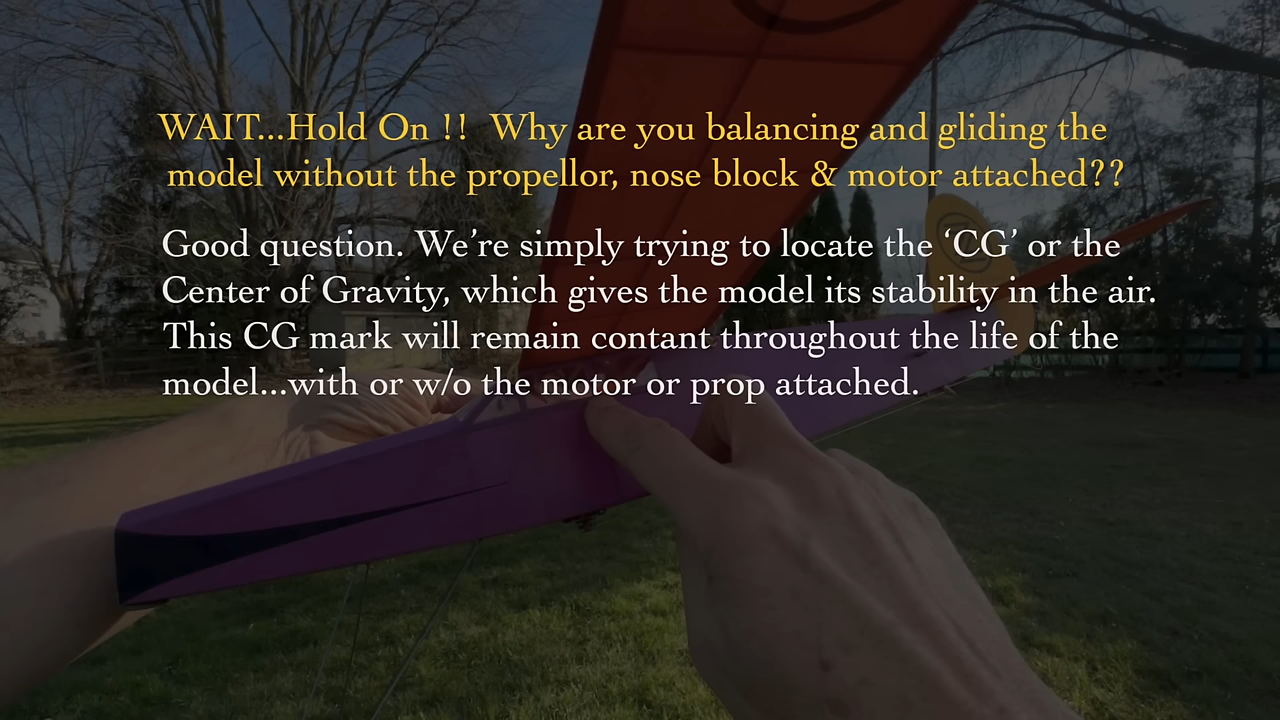 WAIT...Hold On !! Why are you balancing and gliding the
model without the propellor, nose block & motor attached??
Good question. We’re simply trying to locate the ‘CG’ or the
Center of Gravity, which gives the model its stability in the air.
This CG mark will remain contant throughout the life of the
model...with or w/o the motor or prop attached.